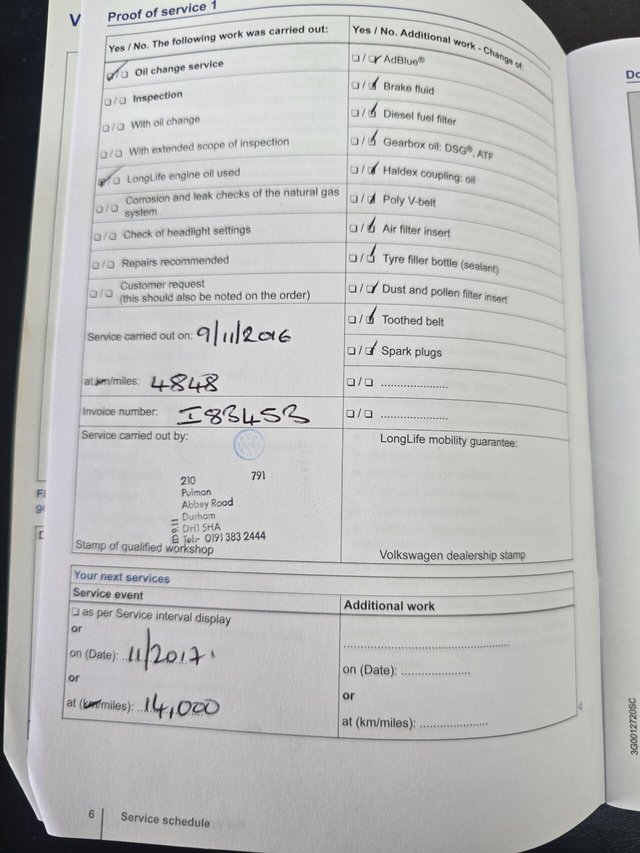 V
Proof of service 1
Yes / No. The following work was carried out:
❑/❑ Oil change service
❑/❑ Inspection
❑/❑ With oil change
❑/❑ With extended scope of inspection
❑/❑ LongLife engine oil used
❑/❑ Corrosion and leak checks of the natural gas
system
❑/❑ Check of headlight settings
❑/❑ Repairs recommended
❑/❑ Customer request
(this should also be noted on the order)
Service carried out on: 9/11/2016
at km/miles: 4848
Invoice number: I83453
Service carried out by:
210 791
Pulman
Abbey Road
Durham
DH1 5HA
Tel:- 0191 383 2444
Stamp of qualified workshop
Yes / No. Additional work - Change of:
❑/❑ AdBlue®
❑/❑ Brake fluid
❑/❑ Diesel fuel filter
❑/❑ Gearbox oil: DSG®, ATF
❑/❑ Haldex coupling: oil
❑/❑ Poly V-belt
❑/❑ Air filter insert
❑/❑ Tyre filler bottle (sealant)
❑/❑ Dust and pollen filter insert
❑/❑ Toothed belt
❑/❑ Spark plugs
❑/❑ .....................
❑/❑ .....................
LongLife mobility guarantee:
Volkswagen dealership stamp
Your next services
Service event
❑ as per Service interval display
or
on (Date): 11/2017
or
at (km/miles): 14,000
Additional work
.....................
on (Date): .....................
or
at (km/miles): .....................
6 Service schedule
3G0012720SC
Do
Fi
ge
D